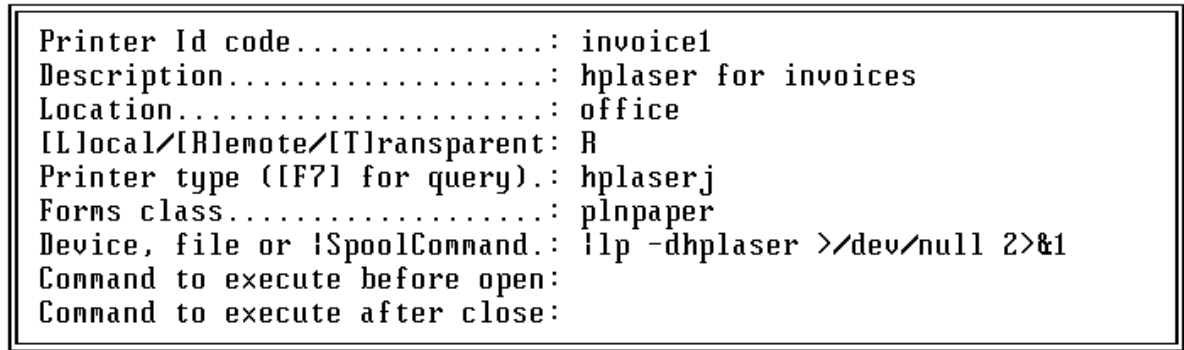 Printer Id code...............: invoice1
Description...................: hplaser for invoices
Location......................: office
[L]local/[R]emote/[T]ransparent: R
Printer type ([F7] for query).: hplaserj
Forms class...................: plnpaper
Device, file or |SpoolCommand.: |lp -dhplaser >/dev/null 2>&1
Command to execute before open:
Command to execute after close: